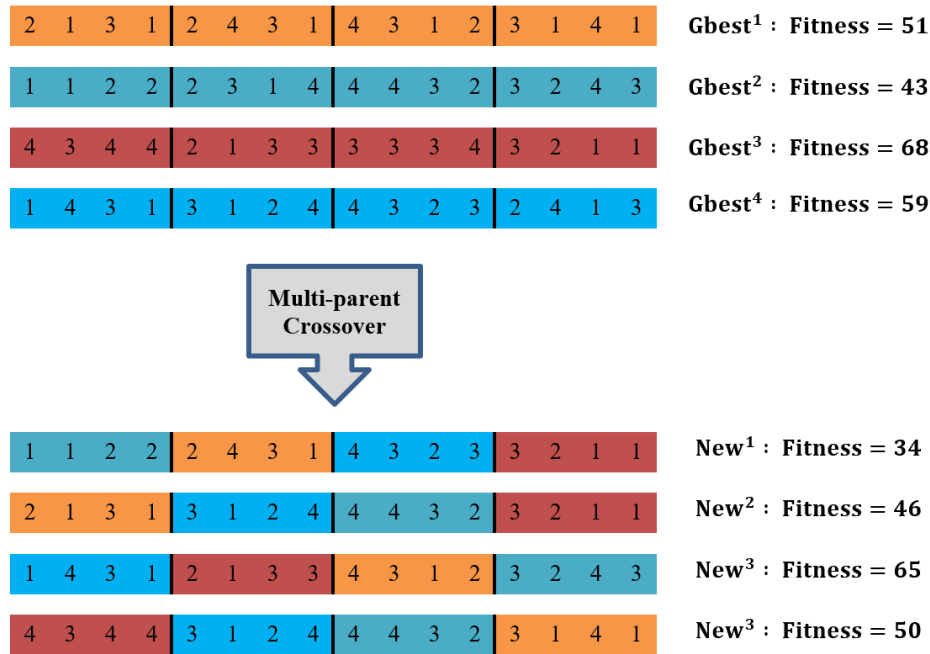 2 1 3 1 2 4 3 1 4 3 1 2 3 1 4 1 Gbest¹ : Fitness = 51
1 1 2 2 2 3 1 4 4 4 3 2 3 2 4 3 Gbest² : Fitness = 43
4 3 4 4 2 1 3 3 3 3 3 4 3 2 1 1 Gbest³ : Fitness = 68
1 4 3 1 3 1 2 4 4 3 2 3 2 4 1 3 Gbest⁴ : Fitness = 59
Multi-parent
Crossover
1 1 2 2 2 4 3 1 4 3 2 3 3 2 1 1 New¹ : Fitness = 34
2 1 3 1 3 1 2 4 4 4 3 2 3 2 1 1 New² : Fitness = 46
1 4 3 1 2 1 3 3 4 3 1 2 3 2 4 3 New³ : Fitness = 65
4 3 4 4 3 1 2 4 4 4 3 2 3 1 4 1 New³ : Fitness = 50